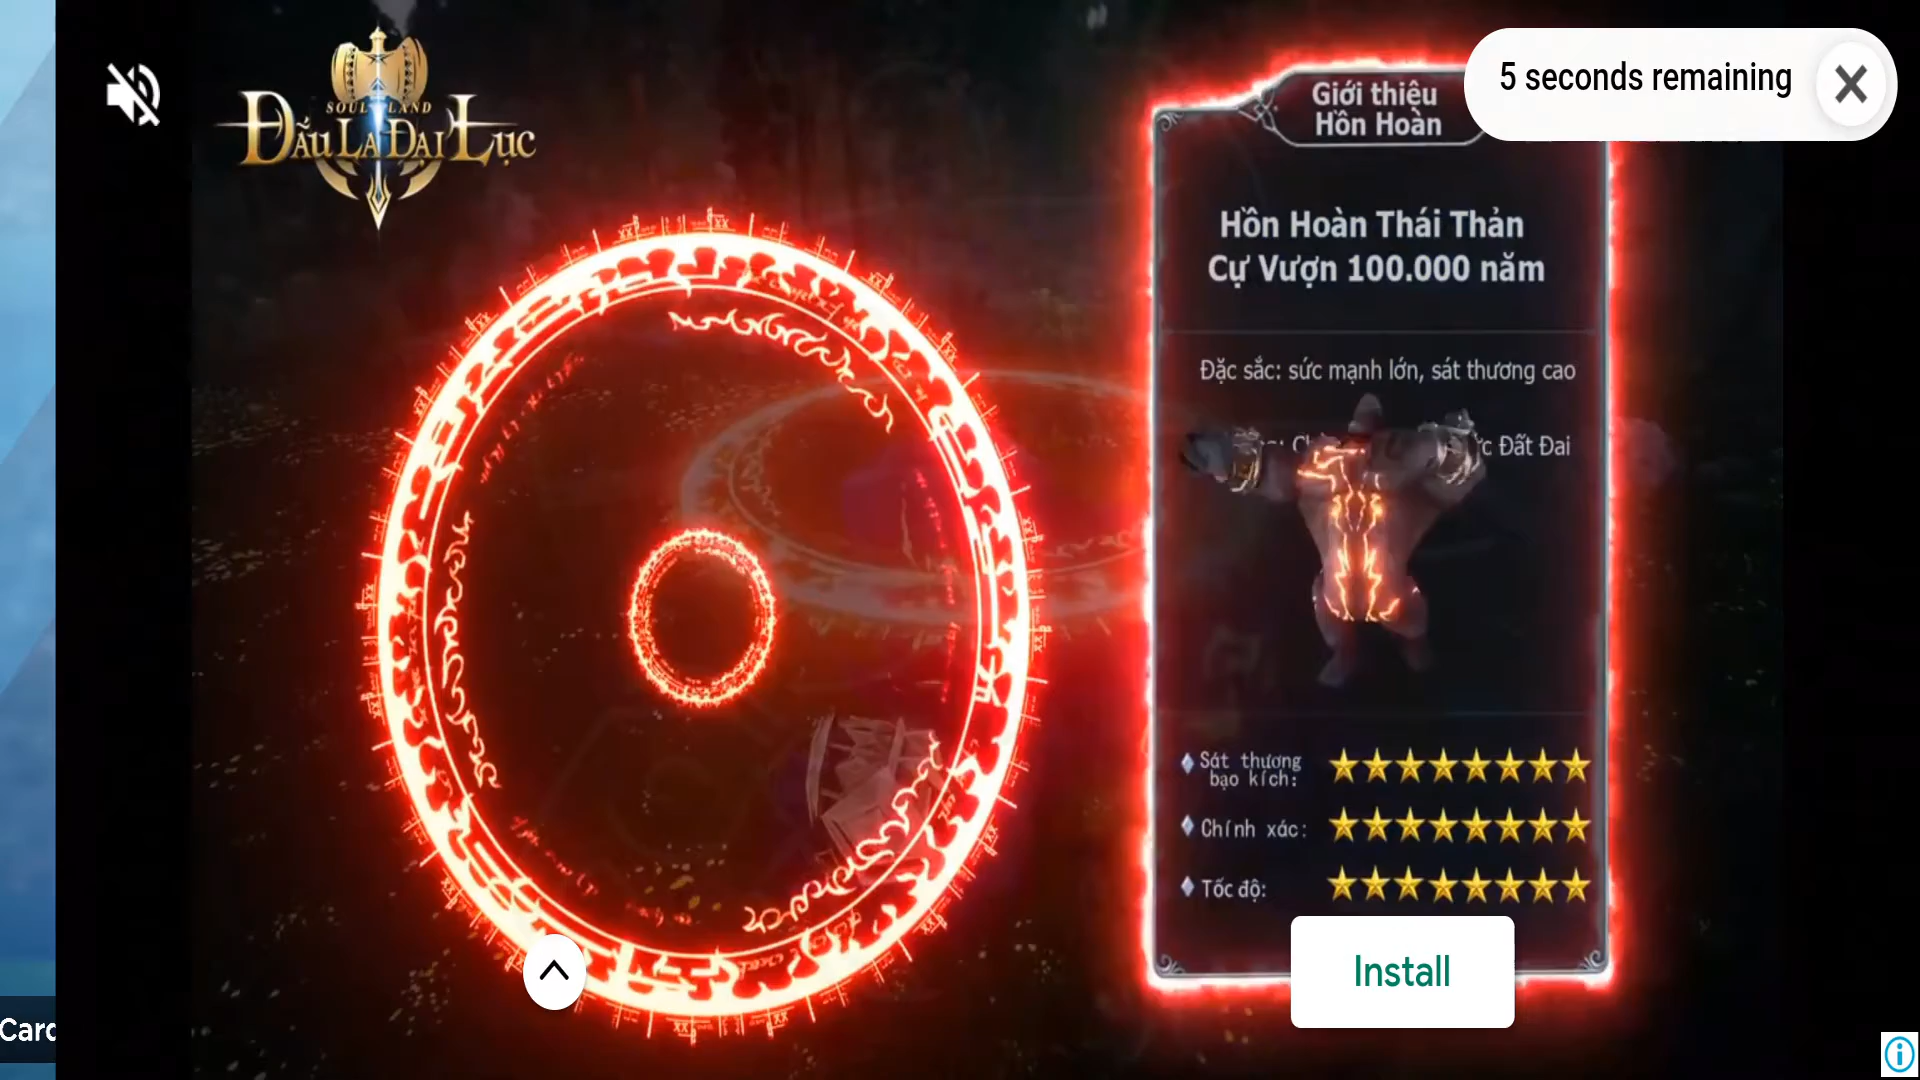 SOUL LAND
ĐẤU LA ĐẠI LỤC
5 seconds remaining
Giới thiệu
Hồn Hoàn
Hồn Hoàn Thái Thản
Cự Vượn 100.000 năm
Đặc sắc: sức mạnh lớn, sát thương cao
Đất Đai
Sát thương
bạo kích:
Chính xác:
Tốc độ:
Install